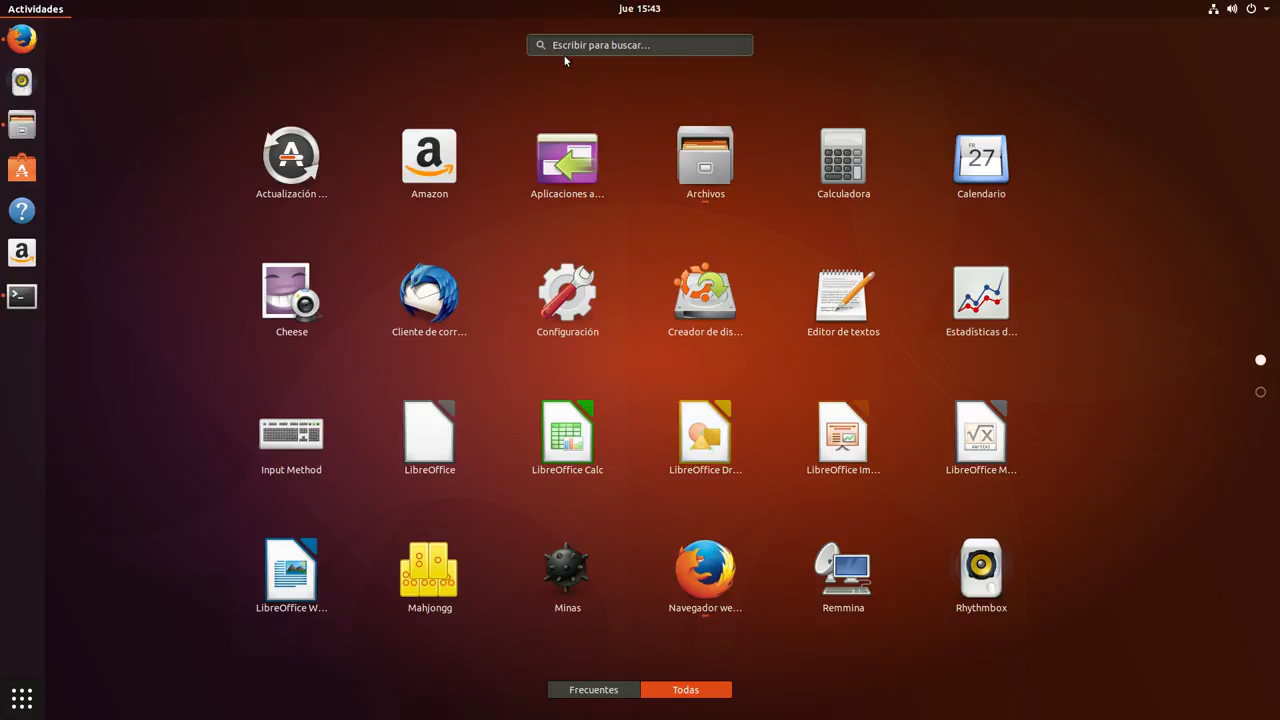 Actividades
jue 15:43
Escribir para buscar...
Actualización ...
Amazon
Aplicaciones a...
Archivos
Calculadora
FR
27
Calendario
Cheese
Cliente de corr...
Configuración
Creador de dis...
Editor de textos
Estadísticas d...
Input Method
LibreOffice
LibreOffice Calc
LibreOffice Dr...
LibreOffice Im...
LibreOffice M...
LibreOffice W...
Mahjongg
Minas
Navegador we...
Remmina
Rhythmbox
Frecuentes
Todas